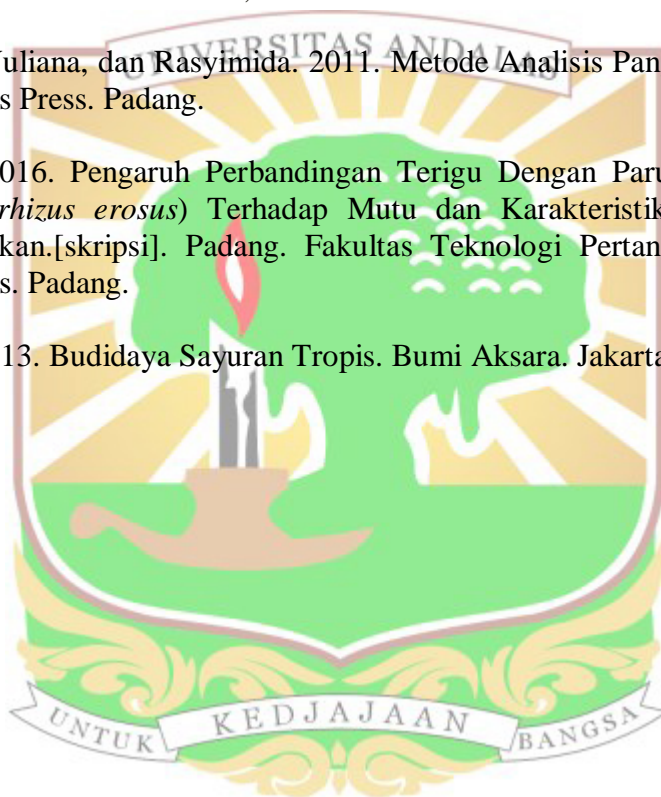 UNIVERSITAS ANDALAS
Yuliana, dan Rasyimida. 2011. Metode Analisis Pan
s Press. Padang.
016. Pengaruh Perbandingan Terigu Dengan Paru
rhizus erosus) Terhadap Mutu dan Karakteristik
kan.[skripsi]. Padang. Fakultas Teknologi Pertan
s. Padang.
13. Budidaya Sayuran Tropis. Bumi Aksara. Jakarta
UNTUK KEDJAJAAN BANGSA